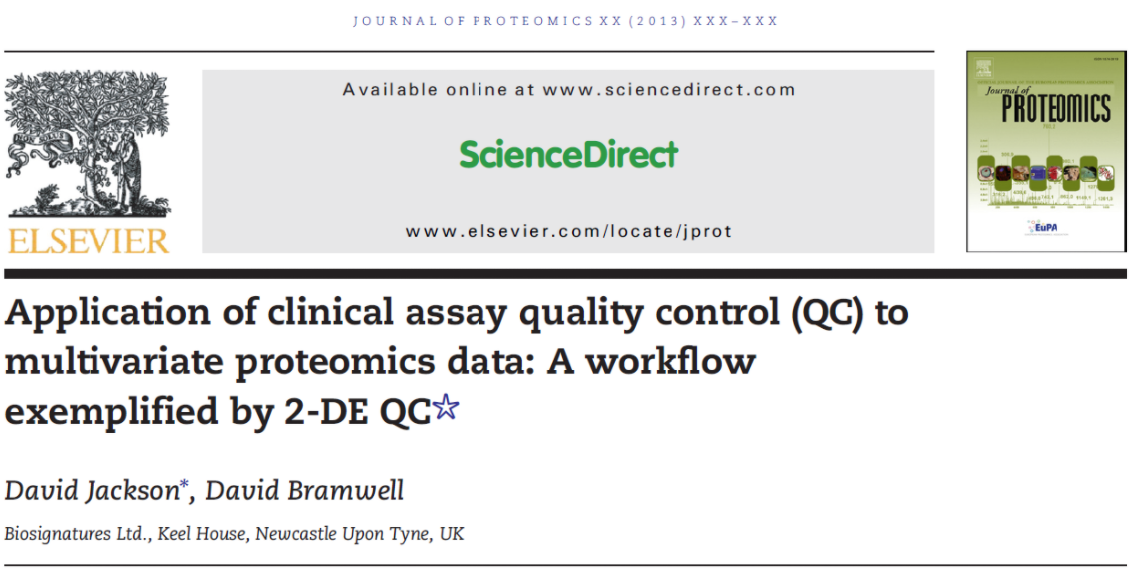 JOURNAL OF PROTEOMICS XX (2013) XXX–XXX
Available online at www.sciencedirect.com
ScienceDirect
www.elsevier.com/locate/jprot
ELSEVIER
Journal of
PROTEOMICS
EuPA
Application of clinical assay quality control (QC) to
multivariate proteomics data: A workflow
exemplified by 2-DE QC☆
David Jackson*, David Bramwell
Biosignatures Ltd., Keel House, Newcastle Upon Tyne, UK